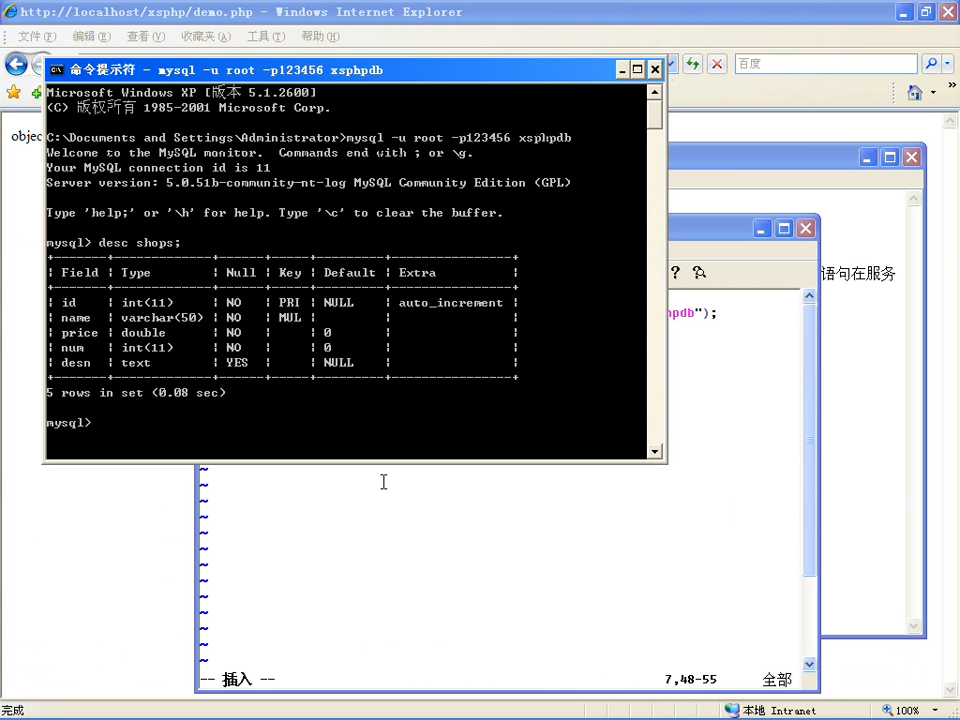 http://localhost/xsphp/demo.php - Windows Internet Explorer
文件(F) 编辑(E) 查看(V) 收藏夹(A) 工具(T) 帮助(H)
百度
命令提示符 - mysql -u root -p123456 xsphpdb
Microsoft Windows XP [版本 5.1.2600]
(C) 版权所有 1985-2001 Microsoft Corp.
C:\Documents and Settings\Administrator>mysql -u root -p123456 xsphpdb
Welcome to the MySQL monitor.  Commands end with ; or \g.
Your MySQL connection id is 11
Server version: 5.0.51b-community-nt-log MySQL Community Edition (GPL)
Type 'help;' or '\h' for help. Type '\c' to clear the buffer.
mysql> desc shops;
+-------+-------------+------+-----+---------+----------------+
| Field | Type        | Null | Key | Default | Extra          |
+-------+-------------+------+-----+---------+----------------+
| id    | int(11)     | NO   | PRI | NULL    | auto_increment |
| name  | varchar(50) | NO   | MUL |         |                |
| price | double      | NO   |     | 0       |                |
| num   | int(11)     | NO   |     | 0       |                |
| desn  | text        | YES  |     | NULL    |                |
+-------+-------------+------+-----+---------+----------------+
5 rows in set (0.08 sec)
mysql>
objec
语句在服务
pdb");
~
~
~
~
~
~
~
~
~
~
~
~
~
-- 插入 -- 7,48-55 全部
完成 本地 Intranet 100%